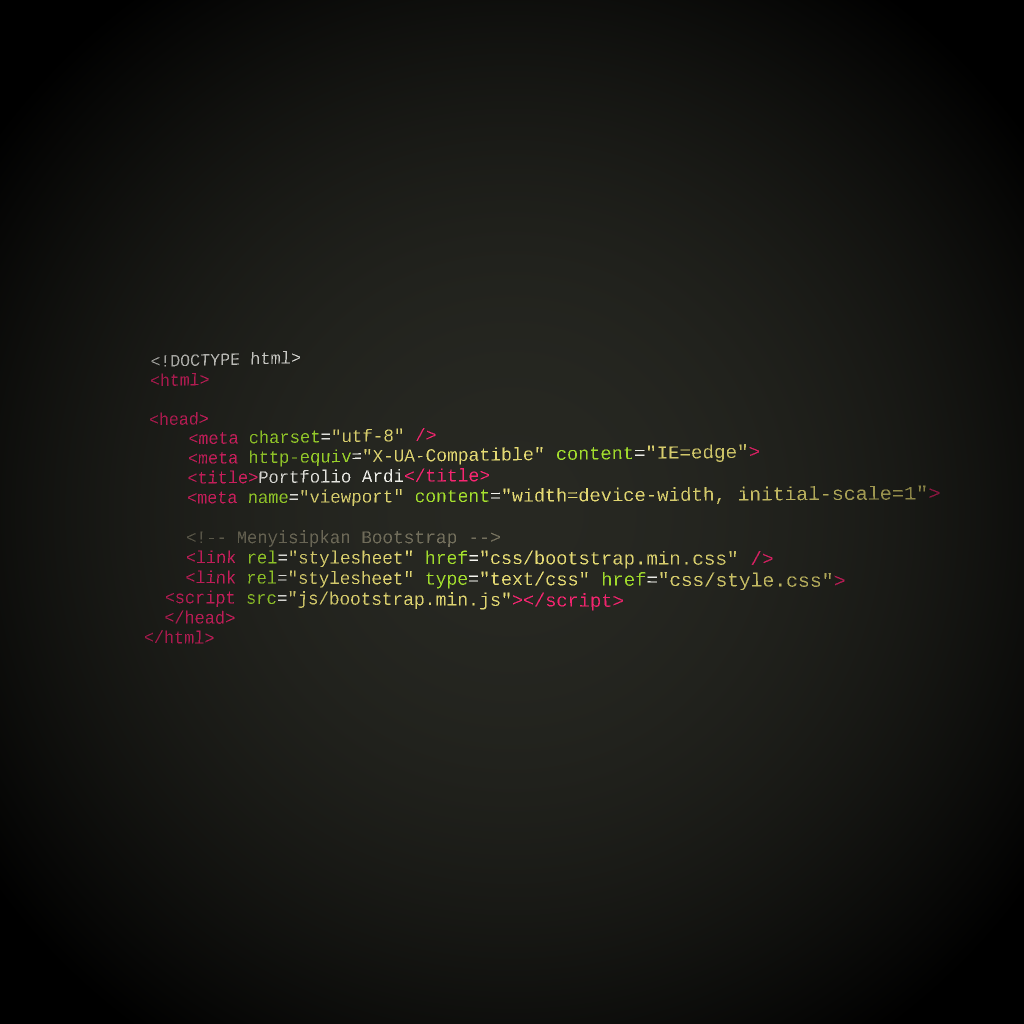 <!DOCTYPE html>
<html>
<head>
<meta charset="utf-8" />
<meta http-equiv="X-UA-Compatible" content="IE=edge">
<title>Portfolio Ardi</title>
<meta name="viewport" content="width=device-width, initial-scale=1">
<!-- Menyisipkan Bootstrap -->
<link rel="stylesheet" href="css/bootstrap.min.css" />
<link rel="stylesheet" type="text/css" href="css/style.css">
<script src="js/bootstrap.min.js"></script>
</head>
</html>